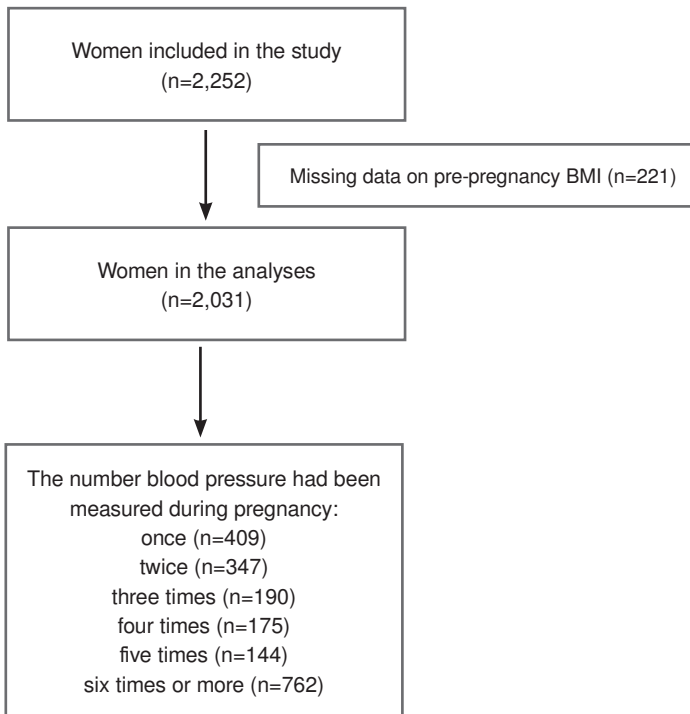 Women included in the study
(n=2,252)
Missing data on pre-pregnancy BMI (n=221)
Women in the analyses
(n=2,031)
The number blood pressure had been
measured during pregnancy:
once (n=409)
twice (n=347)
three times (n=190)
four times (n=175)
five times (n=144)
six times or more (n=762)